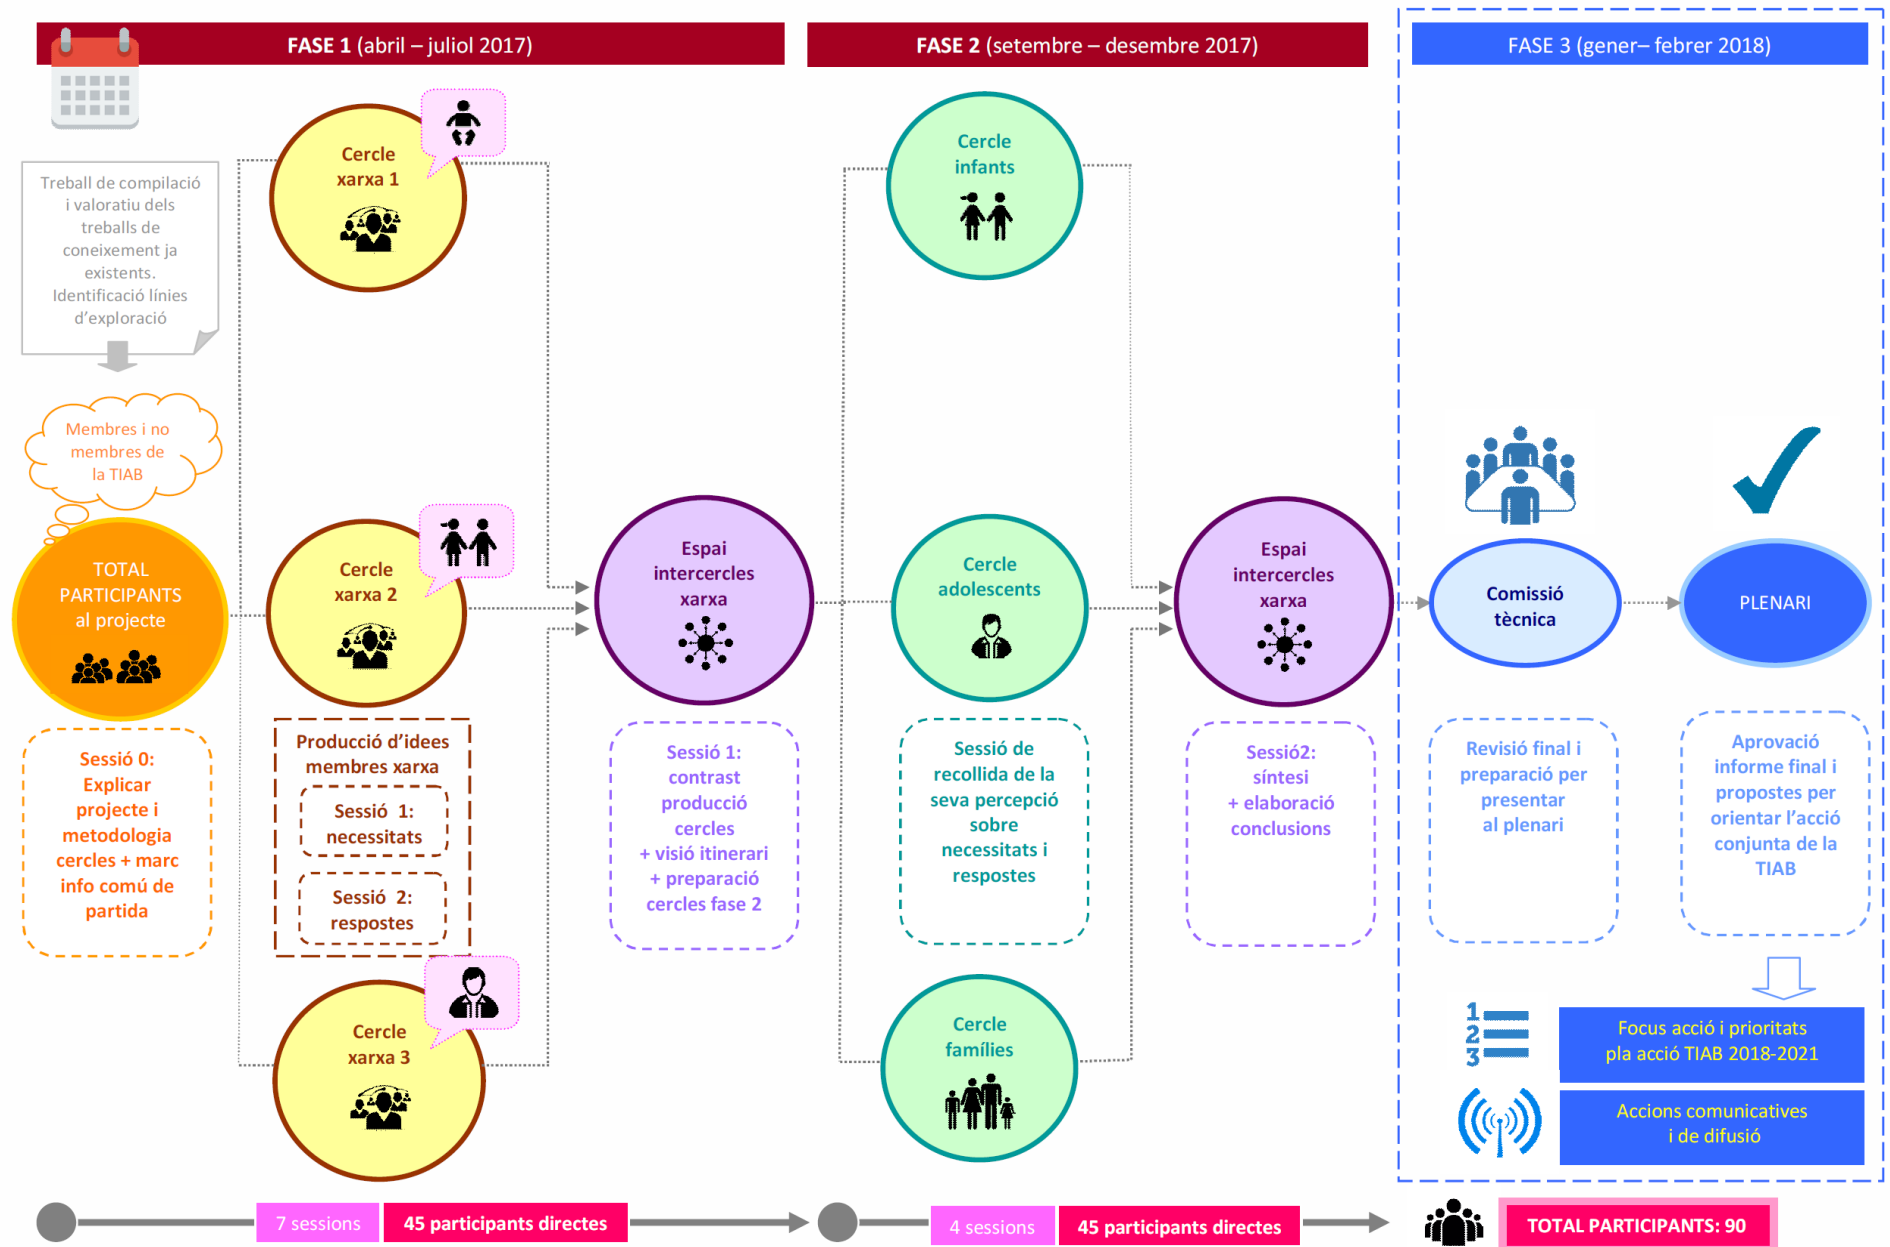 FASE 1 (abril – juliol 2017)
FASE 2 (setembre – desembre 2017)
FASE 3 (gener– febrer 2018)
Treball de compilació
i valoratiu dels
treballs de
coneixement ja
existents.
Identificació línies
d'exploració
Membres i no
membres de
la TIAB
TOTAL
PARTICIPANTS
al projecte
Sessió 0:
Explicar
projecte i
metodologia
cercles + marc
info comú de
partida
Cercle
xarxa 1
Cercle
xarxa 2
Producció d'idees
membres xarxa
Sessió 1:
necessitats
Sessió 2:
respostes
Cercle
xarxa 3
Espai
intercercles
xarxa
Sessió 1:
contrast
producció
cercles
+ visió itinerari
+ preparació
cercles fase 2
Cercle
infants
Cercle
adolescents
Sessió de
recollida de la
seva percepció
sobre
necessitats i
respostes
Cercle
famílies
Espai
intercercles
xarxa
Sessió2:
síntesi
+ elaboració
conclusions
Comissió
tècnica
Revisió final i
preparació per
presentar
al plenari
PLENARI
Aprovació
informe final i
propostes per
orientar l'acció
conjunta de la
TIAB
1
2
3
Focus acció i prioritats
pla acció TIAB 2018-2021
Accions comunicatives
i de difusió
7 sessions
45 participants directes
4 sessions
45 participants directes
TOTAL PARTICIPANTS: 90